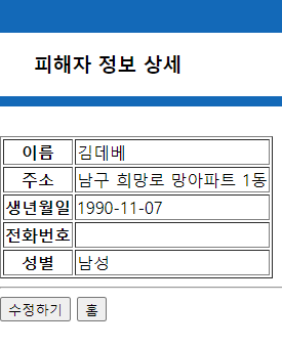 피해자 정보 상세
이름 김데베
주소 남구 희망로 망아파트 1동
생년월일 1990-11-07
전화번호
성별 남성
수정하기 홈